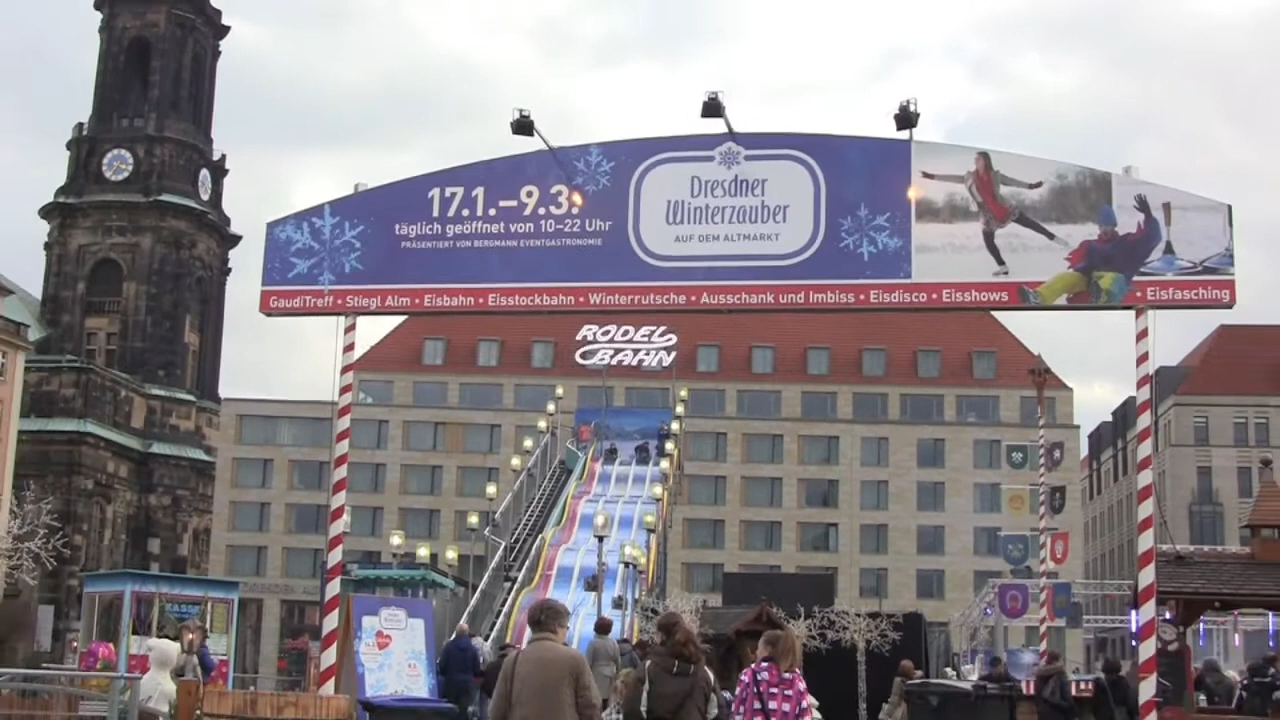 17.1.–9.3.
täglich geöffnet von 10–22 Uhr
PRÄSENTIERT VON BERGMANN EVENTGASTRONOMIE
Dresdner
Winterzauber
AUF DEM ALTMARKT
GaudiTreff • Stiegl Alm • Eisbahn • Eisstockbahn • Winterrutsche • Ausschank und Imbiss • Eisdisco • Eisshows • Eisfasching
RODEL
BAHN
KASSE